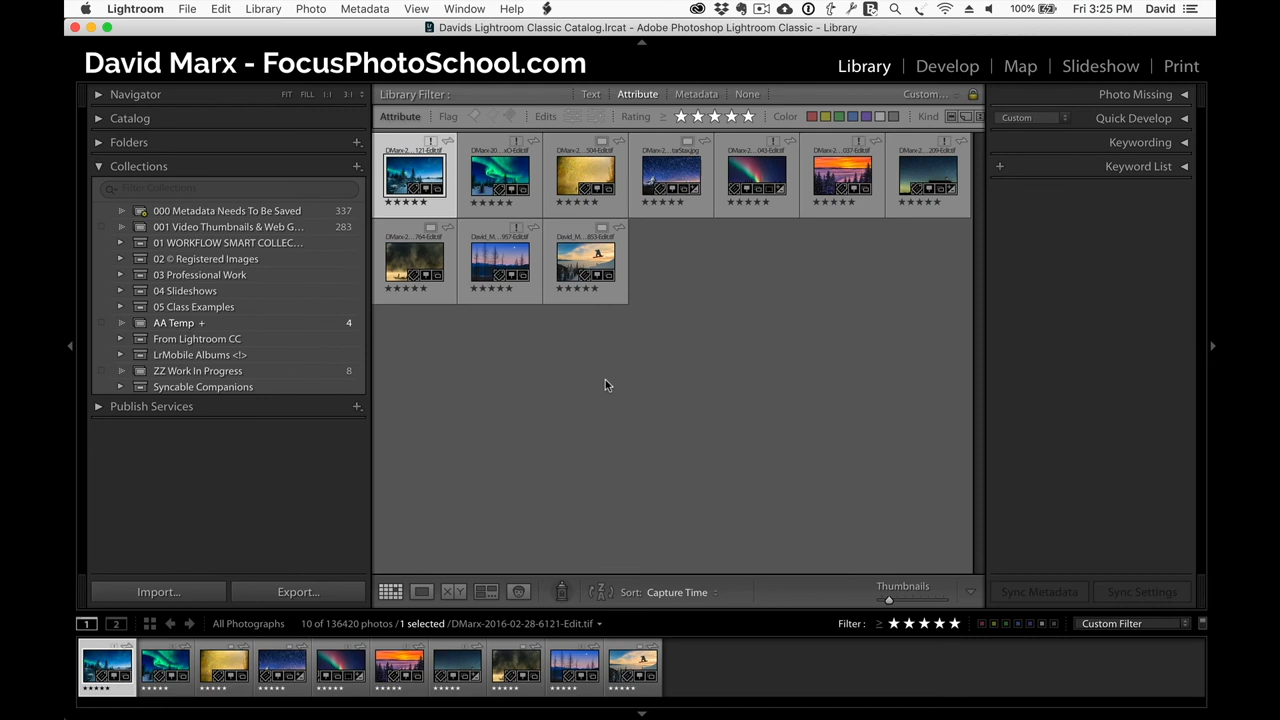 Lightroom File Edit Library Photo Metadata View Window Help 100% Fri 3:25 PM David
Davids Lightroom Classic Catalog.lrcat - Adobe Photoshop Lightroom Classic - Library
David Marx - FocusPhotoSchool.com
Library | Develop | Map | Slideshow | Print
Navigator FIT FILL 1:1 3:1
Library Filter : Text Attribute Metadata None Custom...
Photo Missing
Attribute Flag Edits Rating ≥ ★★★★★ Color Kind
Custom Quick Develop
Catalog
Folders
Keywording
Collections
Keyword List
Filter Collections
000 Metadata Needs To Be Saved 337
001 Video Thumbnails & Web G... 283
01 WORKFLOW SMART COLLEC...
02 © Registered Images
03 Professional Work
04 Slideshows
05 Class Examples
AA Temp + 4
From Lightroom CC
LrMobile Albums <!>
ZZ Work In Progress 8
Syncable Companions
Publish Services
Import... Export...
Sort: Capture Time Thumbnails
Sync Metadata Sync Settings
1 2 All Photographs 10 of 136420 photos / 1 selected / DMarx-2016-02-28-6121-Edit.tif Filter : ≥ ★★★★★ Custom Filter